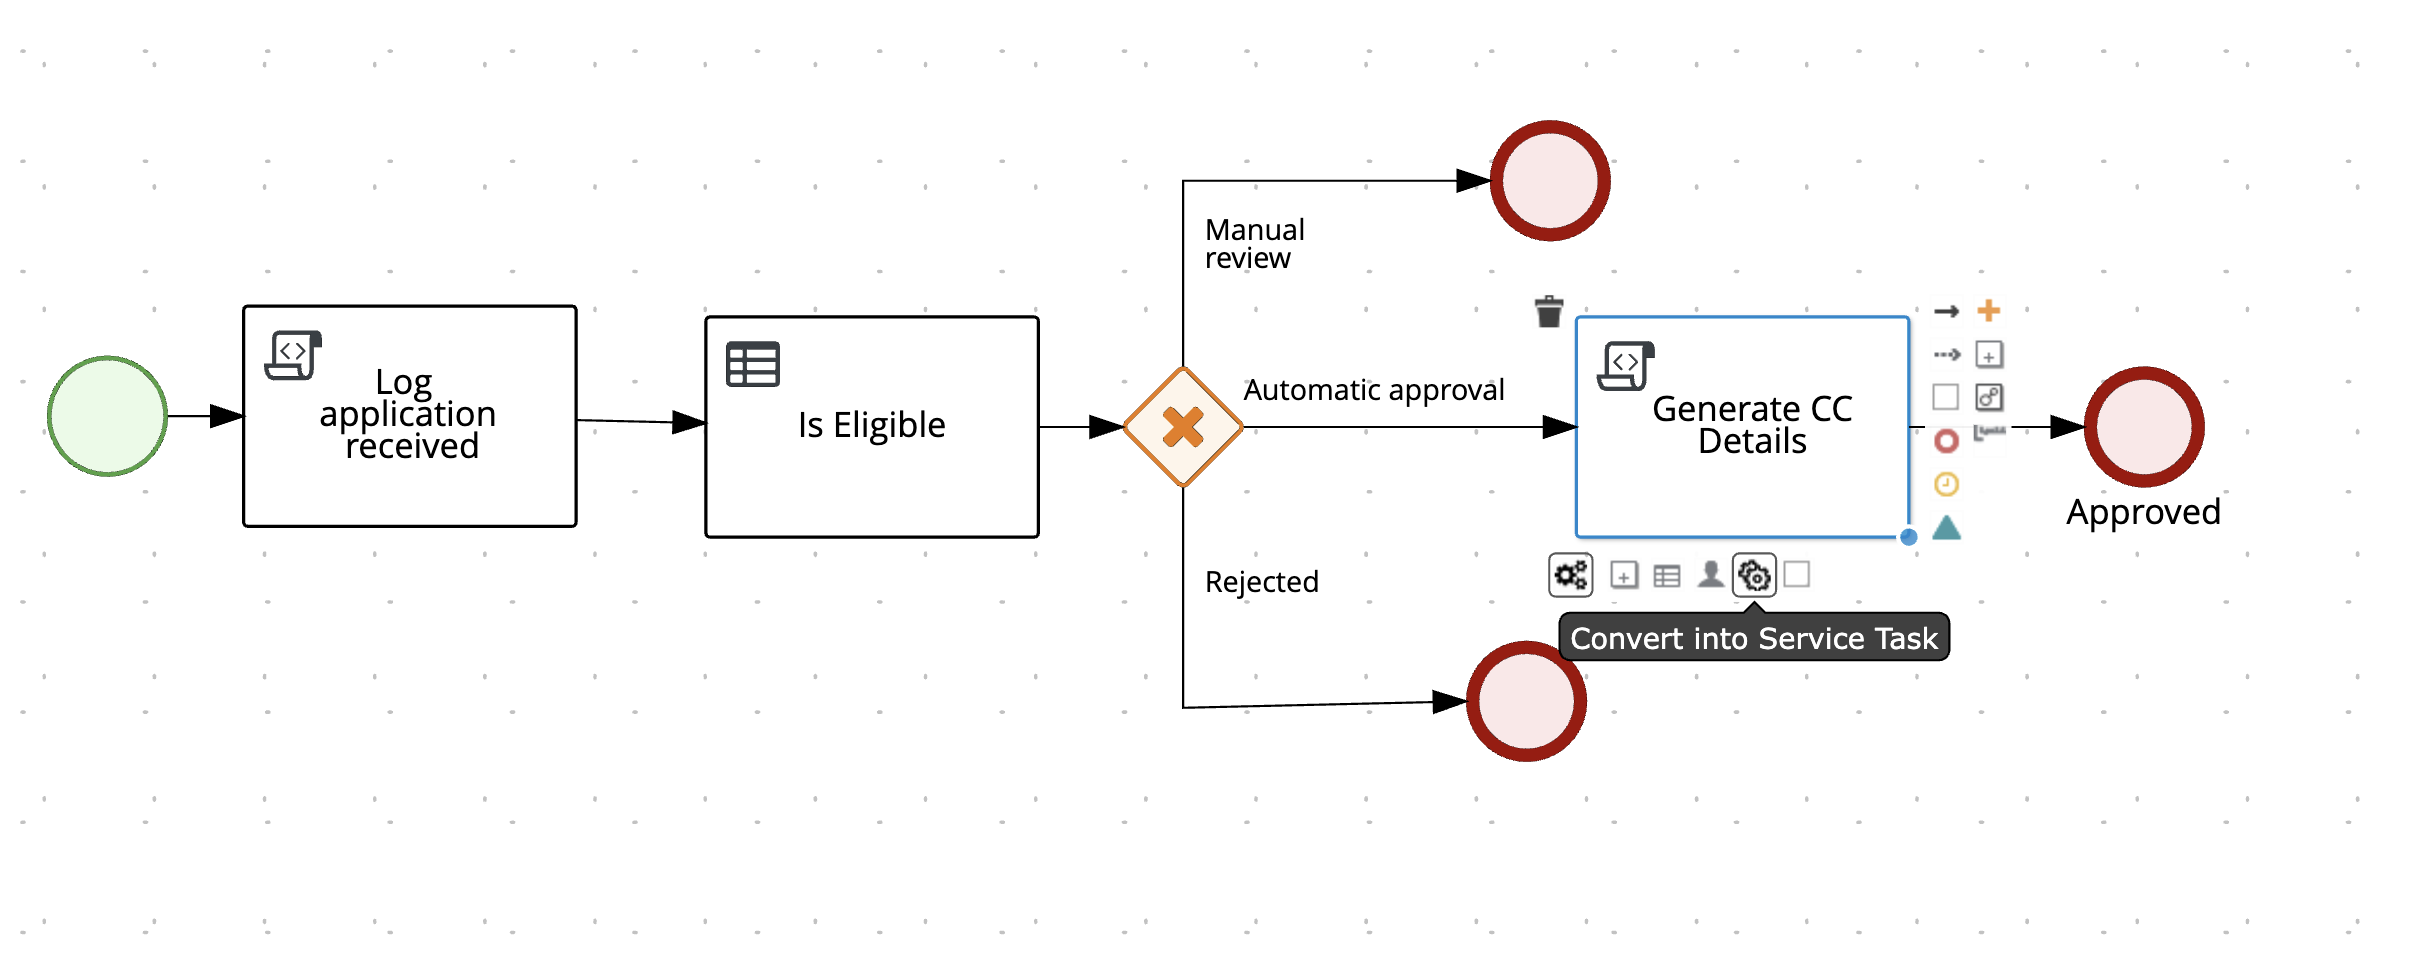 Manual
review
Log
application
received
Is Eligible
Automatic approval
Generate CC
Details
Approved
Rejected
Convert into Service Task